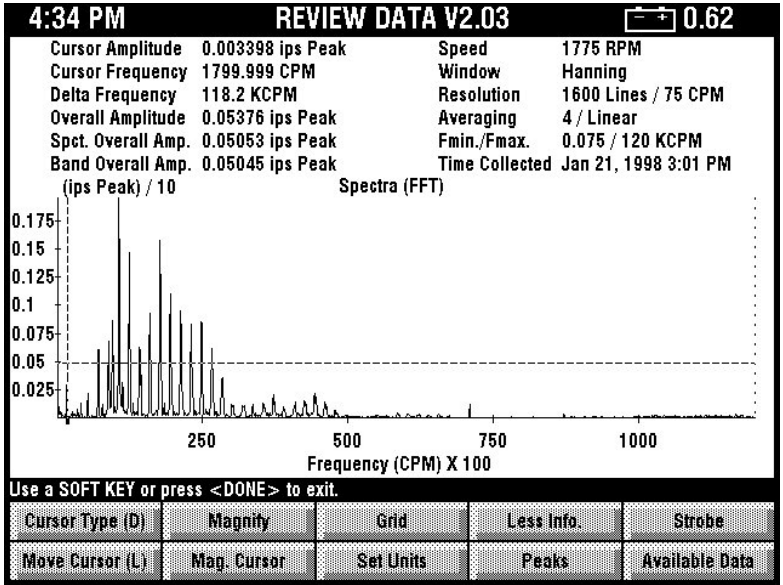 4:34 PM REVIEW DATA V2.03 - + 0.62
Cursor Amplitude 0.003398 ips Peak Speed 1775 RPM
Cursor Frequency 1799.999 CPM Window Hanning
Delta Frequency 118.2 KCPM Resolution 1600 Lines / 75 CPM
Overall Amplitude 0.05376 ips Peak Averaging 4 / Linear
Spct. Overall Amp. 0.05053 ips Peak Fmin./Fmax. 0.075 / 120 KCPM
Band Overall Amp. 0.05045 ips Peak Time Collected Jan 21, 1998 3:01 PM
(ips Peak) / 10 Spectra (FFT)
0.175
0.15
0.125
0.1
0.075
0.05
0.025
250 500 750 1000
Frequency (CPM) X 100
Use a SOFT KEY or press <DONE> to exit.
Cursor Type (D) Magnify Grid Less Info. Strobe
Move Cursor (L) Mag. Cursor Set Units Peaks Available Data